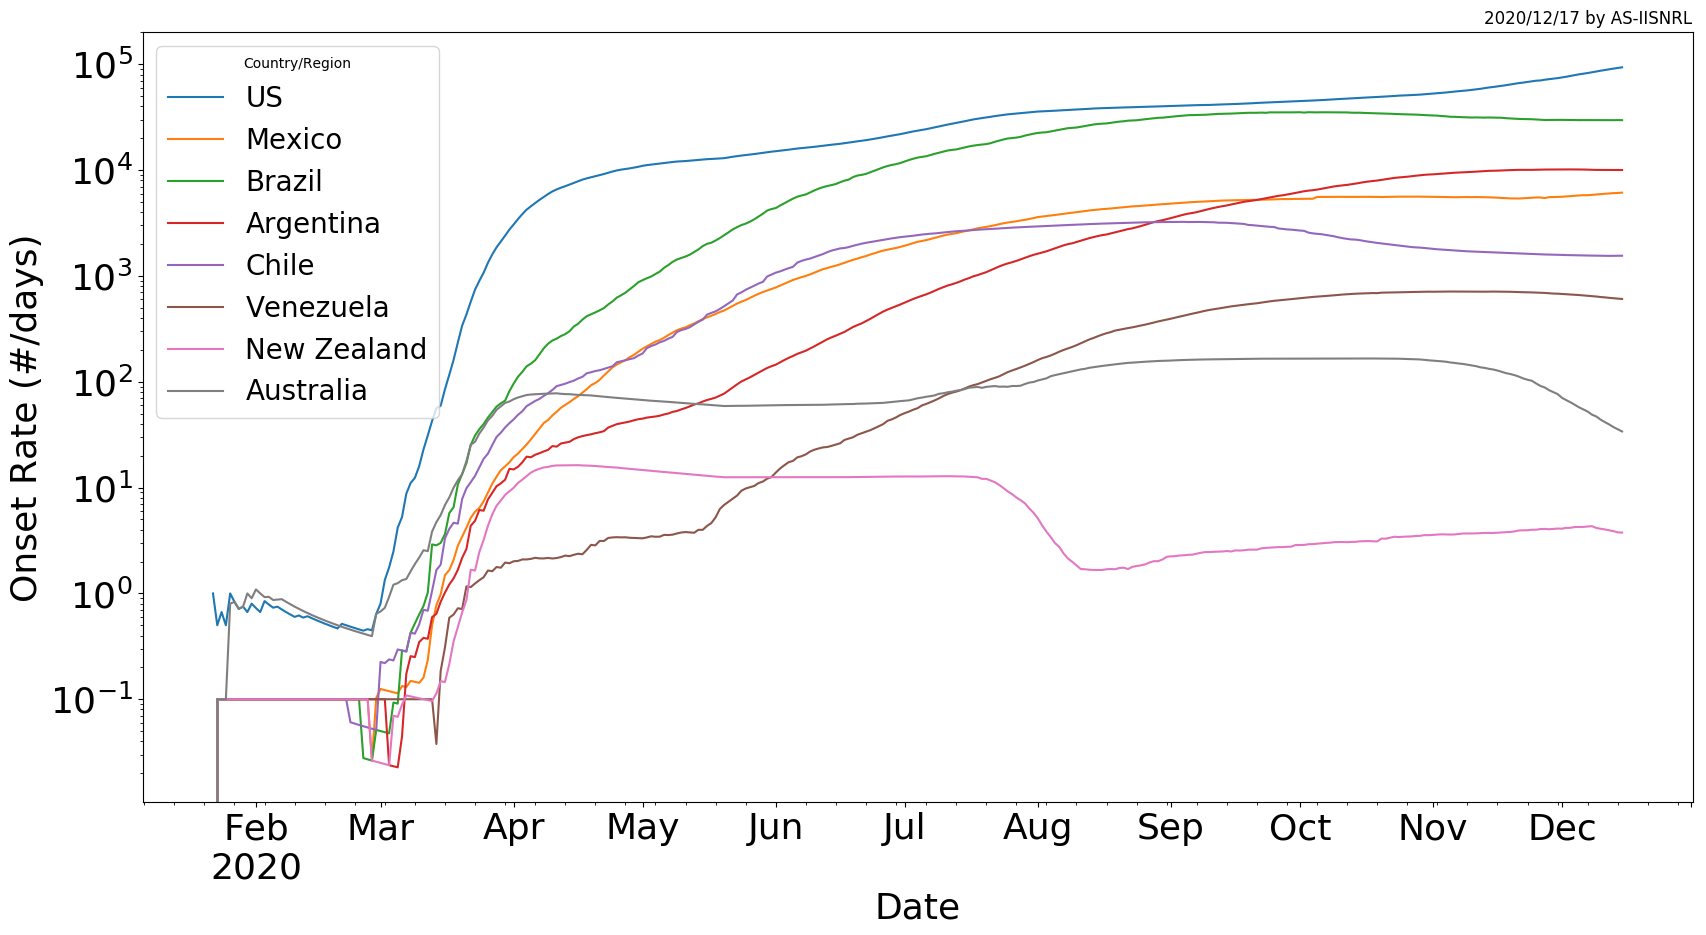 2020/12/17 by AS-IISNRL
Onset Rate (#/days)
10^5
10^4
10^3
10^2
10^1
10^0
10^−1
Country/Region
US
Mexico
Brazil
Argentina
Chile
Venezuela
New Zealand
Australia
Feb Mar Apr May Jun Jul Aug Sep Oct Nov Dec
2020
Date